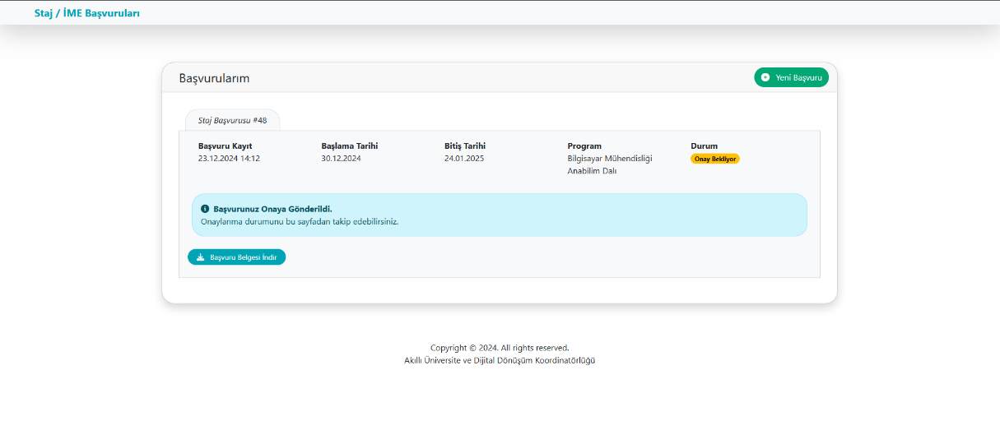 Staj / İME Başvuruları
Başvurularım
Yeni Başvuru
Staj Başvurusu #48
Başvuru Kayıt
23.12.2024 14:12
Başlama Tarihi
30.12.2024
Bitiş Tarihi
24.01.2025
Program
Bilgisayar Mühendisliği
Anabilim Dalı
Durum
Onay Bekliyor
Başvurunuz Onaya Gönderildi.
Onaylanma durumunu bu sayfadan takip edebilirsiniz.
Başvuru Belgesi İndir
Copyright © 2024. All rights reserved.
Akıllı Üniversite ve Dijital Dönüşüm Koordinatörlüğü